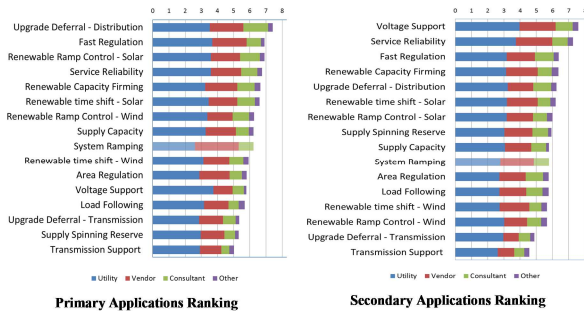 0 1 2 3 4 5 6 7 8
Upgrade Deferral - Distribution
Fast Regulation
Renewable Ramp Control - Solar
Service Reliability
Renewable Capacity Firming
Renewable time shift - Solar
Renewable Ramp Control - Wind
Supply Capacity
System Ramping
Renewable time shift - Wind
Area Regulation
Voltage Support
Load Following
Upgrade Deferral - Transmission
Supply Spinning Reserve
Transmission Support
Utility Vendor Consultant Other
Primary Applications Ranking
0 1 2 3 4 5 6 7
Voltage Support
Service Reliability
Fast Regulation
Renewable Capacity Firming
Upgrade Deferral - Distribution
Renewable time shift - Solar
Renewable Ramp Control - Solar
Supply Spinning Reserve
Supply Capacity
System Ramping
Area Regulation
Load Following
Renewable time shift - Wind
Renewable Ramp Control - Wind
Upgrade Deferral - Transmission
Transmission Support
Utility Vendor Consultant Other
Secondary Applications Ranking